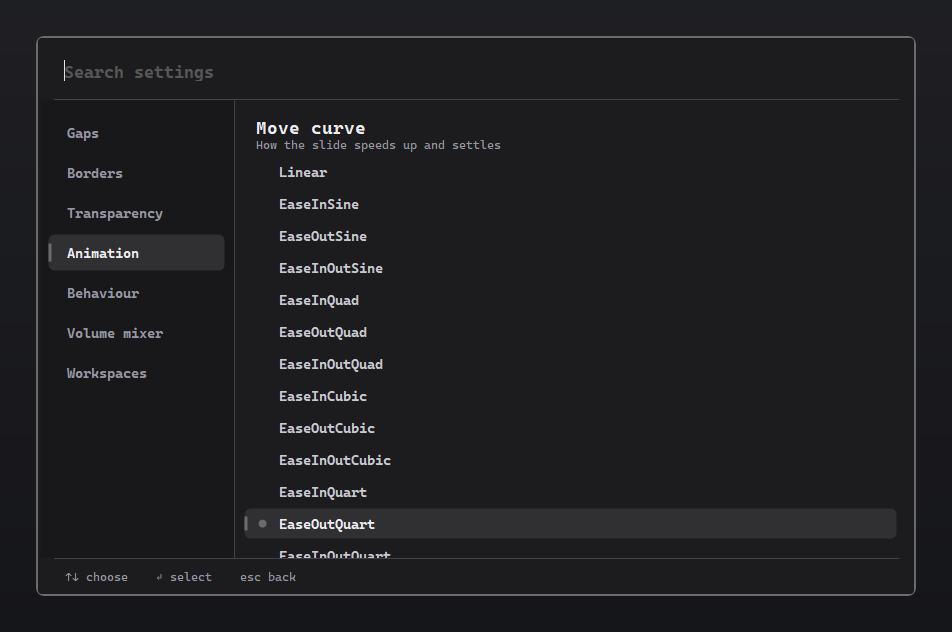 Search settings
Gaps
Borders
Transparency
Animation
Behaviour
Volume mixer
Workspaces
Move curve
How the slide speeds up and settles
Linear
EaseInSine
EaseOutSine
EaseInOutSine
EaseInQuad
EaseOutQuad
EaseInOutQuad
EaseInCubic
EaseOutCubic
EaseInOutCubic
EaseInQuart
EaseOutQuart
EaseInOutQuart
↑↓ choose ↲ select esc back